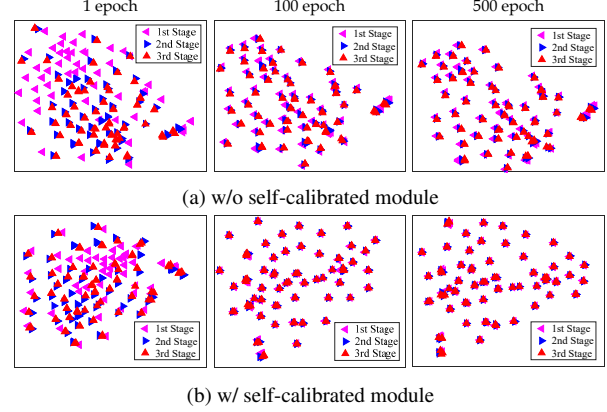 1 epoch 100 epoch 500 epoch
1st Stage
2nd Stage
3rd Stage
1st Stage
2nd Stage
3rd Stage
1st Stage
2nd Stage
3rd Stage
(a) w/o self-calibrated module
1st Stage
2nd Stage
3rd Stage
1st Stage
2nd Stage
3rd Stage
1st Stage
2nd Stage
3rd Stage
(b) w/ self-calibrated module